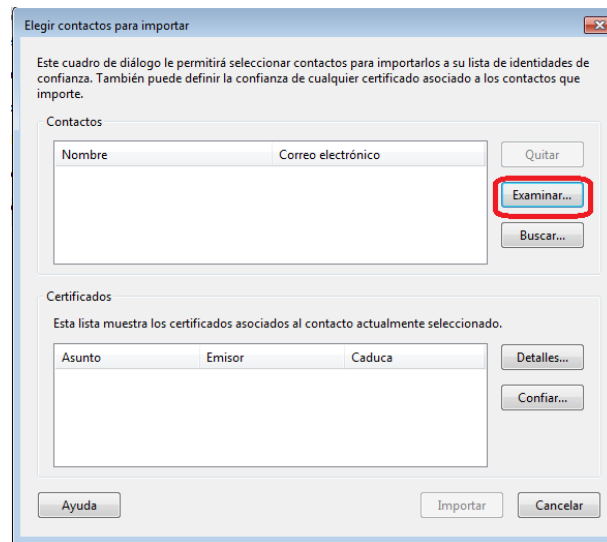 Elegir contactos para importar
Este cuadro de diálogo le permitirá seleccionar contactos para importarlos a su lista de identidades de
confianza. También puede definir la confianza de cualquier certificado asociado a los contactos que
importe.
Contactos
Nombre Correo electrónico Quitar
Examinar...
Buscar...
Certificados
Esta lista muestra los certificados asociados al contacto actualmente seleccionado.
Asunto Emisor Caduca Detalles...
Confiar...
Ayuda Importar Cancelar